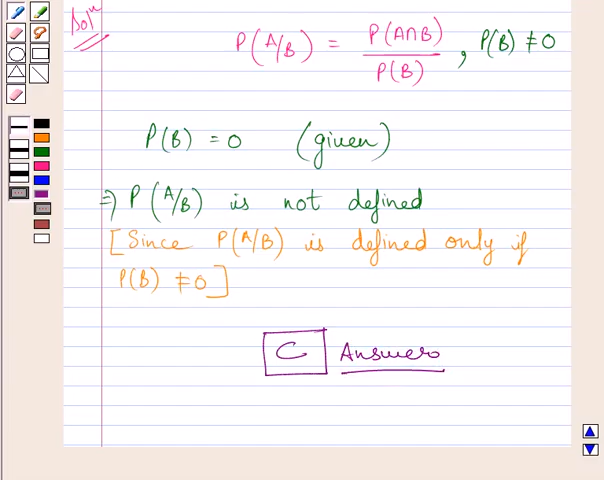 Solⁿ
P(A/B) = P(A∩B)/P(B), P(B) ≠ 0
P(B) = 0 (given)
⇒ P(A/B) is not defined
[Since P(A/B) is defined only if
P(B) ≠ 0]
C Answer